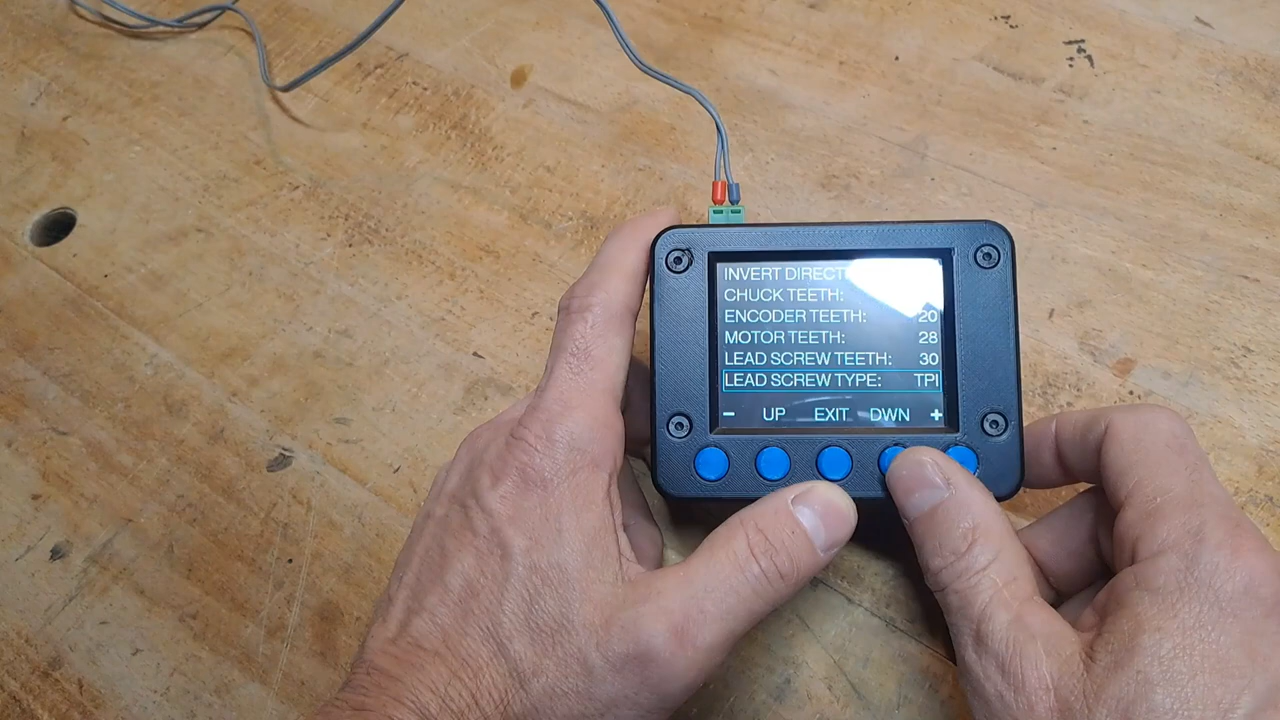 INVERT
CHUCK TEETH:
ENCODER TEETH: 20
MOTOR TEETH: 28
LEAD SCREW TEETH: 30
LEAD SCREW TYPE: TPI
− UP EXIT DWN +